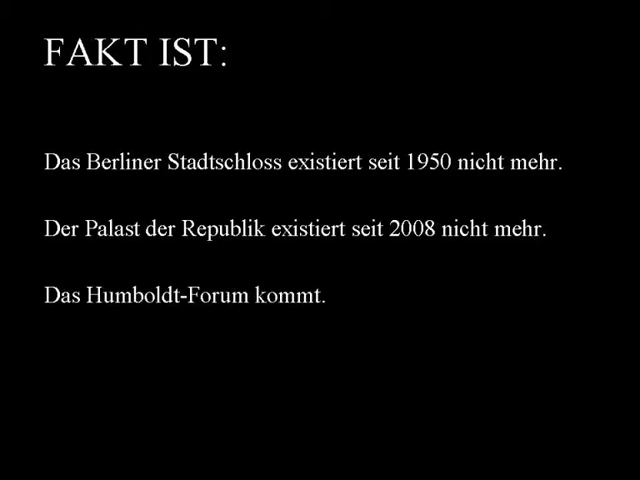 FAKT IST:
Das Berliner Stadtschloss existiert seit 1950 nicht mehr.
Der Palast der Republik existiert seit 2008 nicht mehr.
Das Humboldt-Forum kommt.